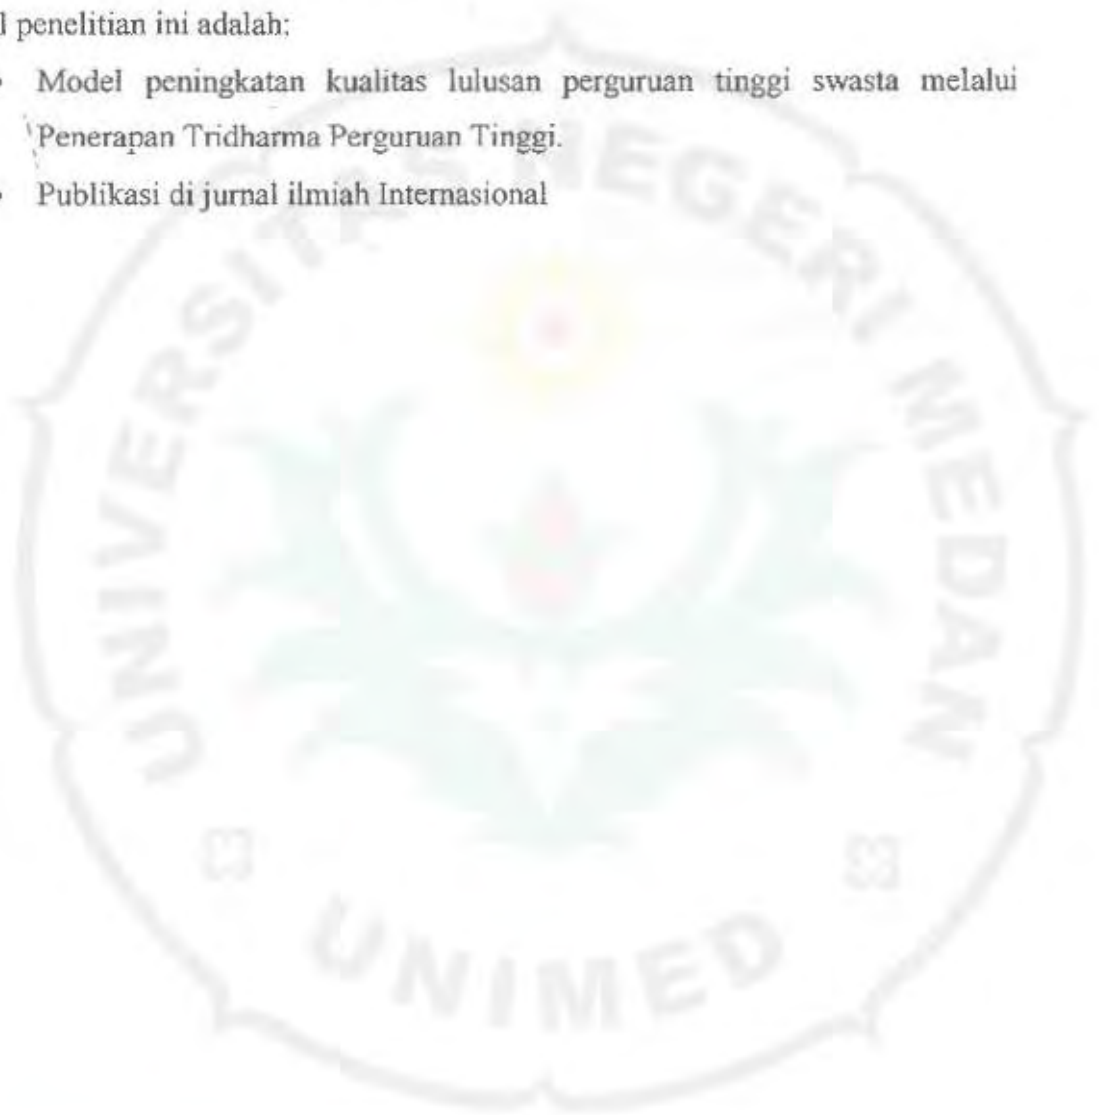 l penelitian ini adalah:
• Model peningkatan kualitas lulusan perguruan tinggi swasta melalui
Penerapan Tridharma Perguruan Tinggi.
• Publikasi di jurnal ilmiah Internasional
UNIVERSITAS NEGERI MEDAN
UNIMED